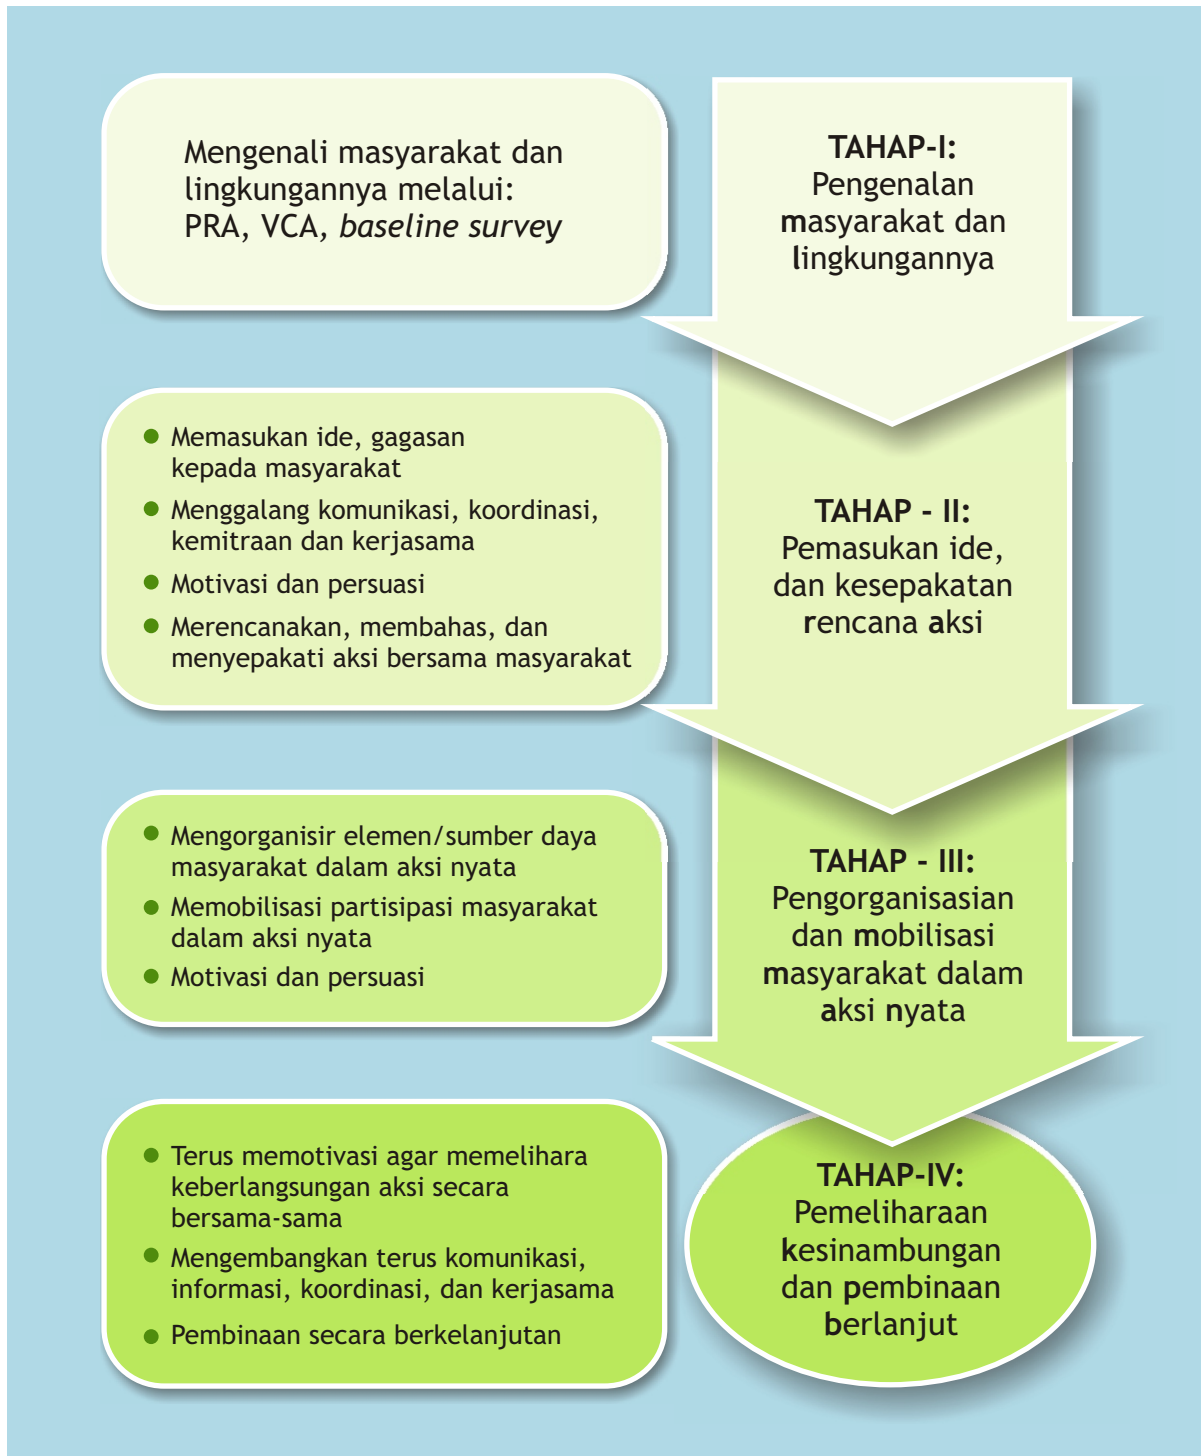 Mengenali masyarakat dan
lingkungannya melalui:
PRA, VCA, baseline survey
TAHAP-I:
Pengenalan
masyarakat dan
lingkungannya
Memasukan ide, gagasan
kepada masyarakat
Menggalang komunikasi, koordinasi,
kemitraan dan kerjasama
Motivasi dan persuasi
Merencanakan, membahas, dan
menyepakati aksi bersama masyarakat
TAHAP - II:
Pemasukan ide,
dan kesepakatan
rencana aksi
Mengorganisir elemen/sumber daya
masyarakat dalam aksi nyata
Memobilisasi partisipasi masyarakat
dalam aksi nyata
Motivasi dan persuasi
TAHAP - III:
Pengorganisasian
dan mobilisasi
masyarakat dalam
aksi nyata
Terus memotivasi agar memelihara
keberlangsungan aksi secara
bersama-sama
Mengembangkan terus komunikasi,
informasi, koordinasi, dan kerjasama
Pembinaan secara berkelanjutan
TAHAP-IV:
Pemeliharaan
kesinambungan
dan pembinaan
berlanjut